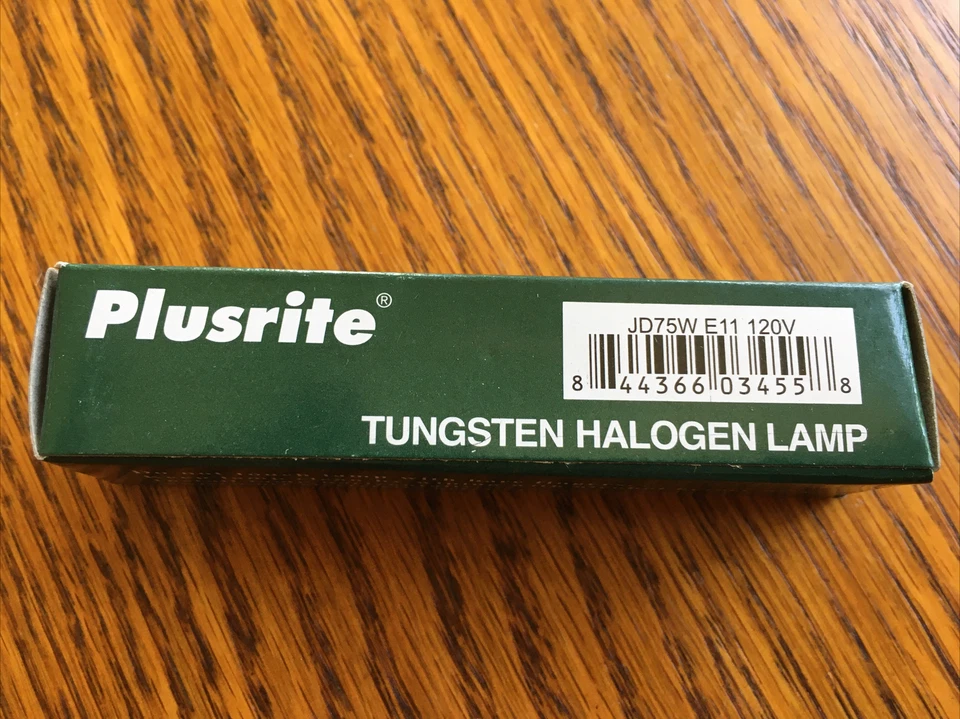 Plusrite®
JD75W E11 120V
8 44366 03455 8
TUNGSTEN HALOGEN LAMP